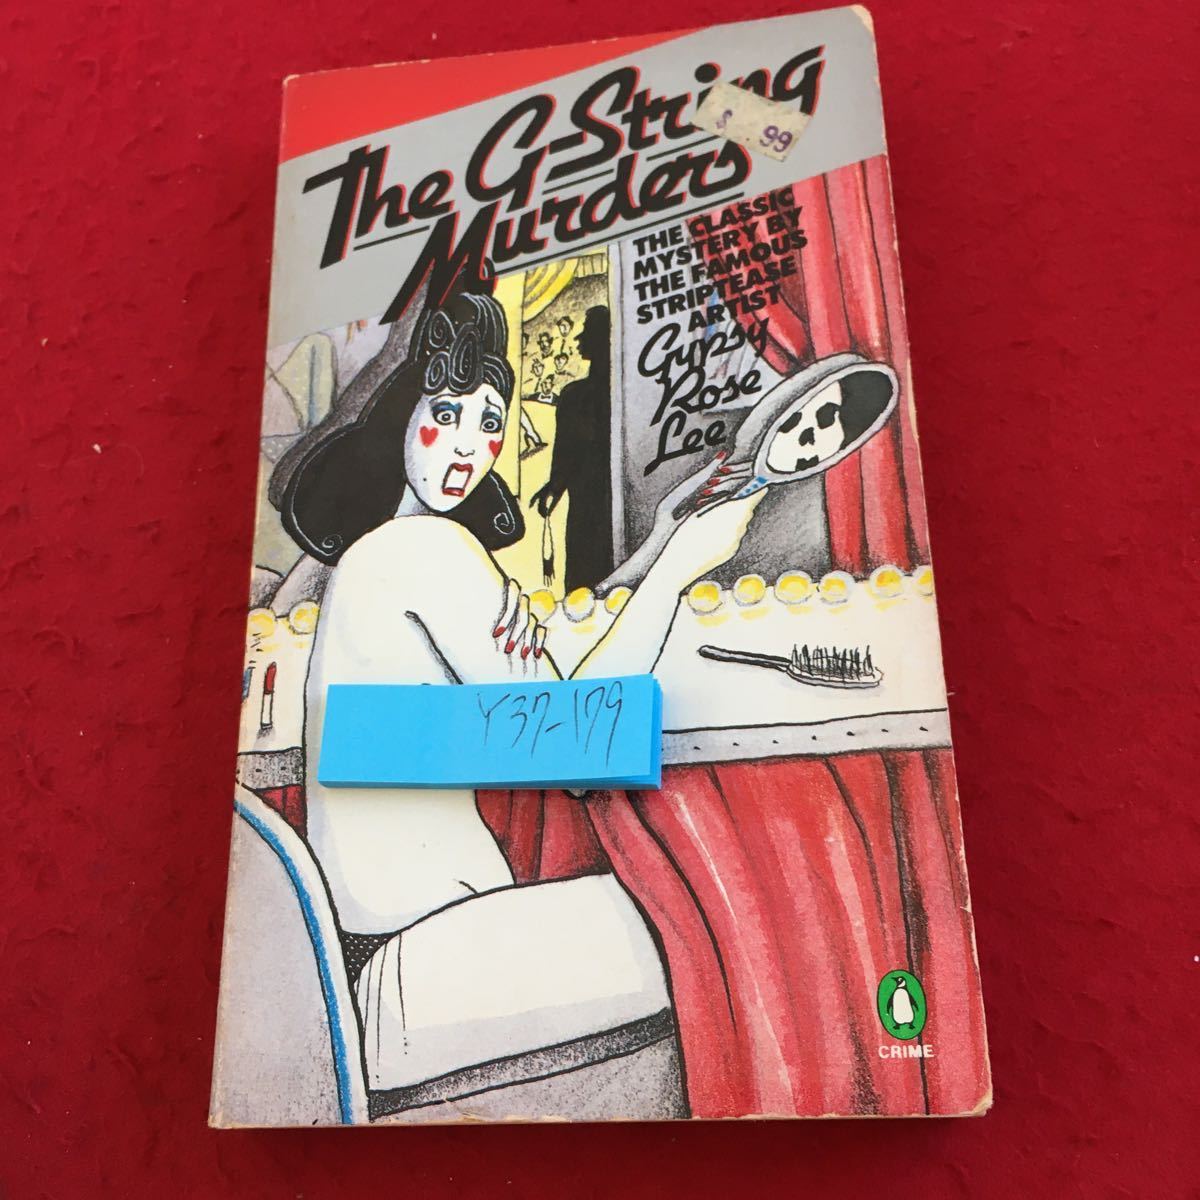 The G-String
Murders
$ .99
THE CLASSIC
MYSTERY BY
THE FAMOUS
STRIPTEASE
ARTIST
Gypsy
Rose
Lee
Y37-179
CRIME